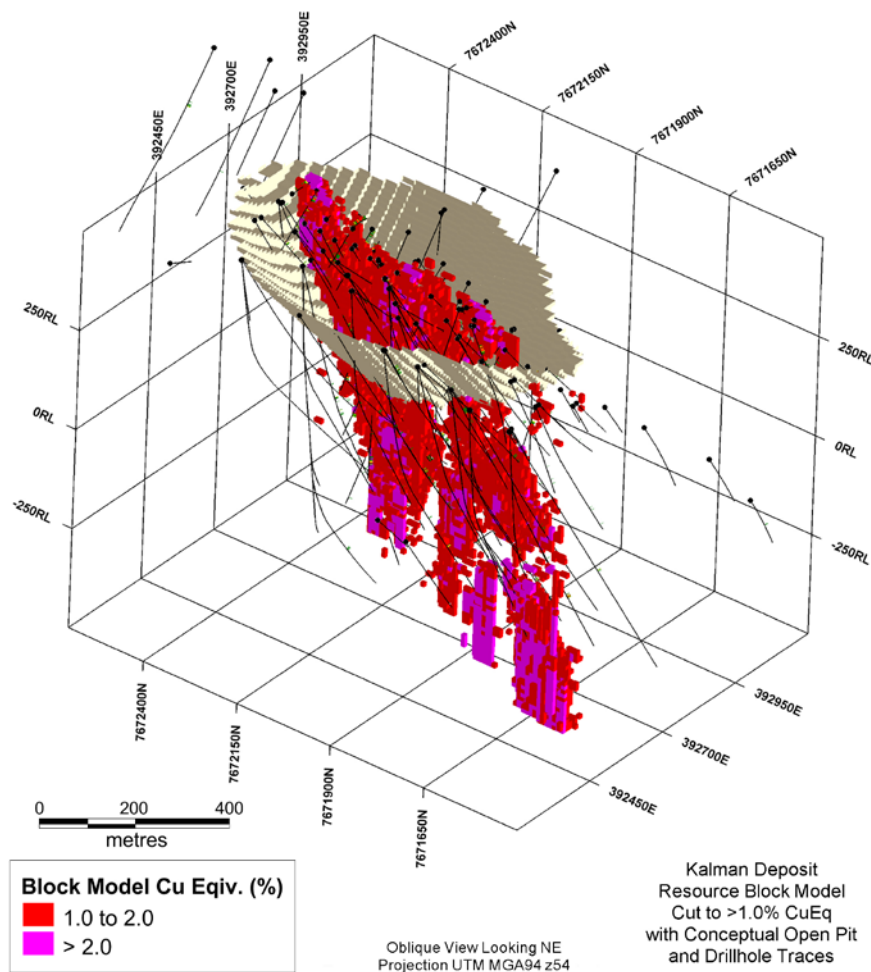 392950E
7672400N
392700E
7672150N
392450E
7671900N
7671650N
250RL
250RL
0RL
0RL
-250RL
-250RL
392950E
7672400N
392700E
7672150N
392450E
7671900N
7671650N
0 200 400
metres
Block Model Cu Eqiv. (%)
1.0 to 2.0
> 2.0
Oblique View Looking NE
Projection UTM MGA94 z54
Kalman Deposit
Resource Block Model
Cut to >1.0% CuEq
with Conceptual Open Pit
and Drillhole Traces